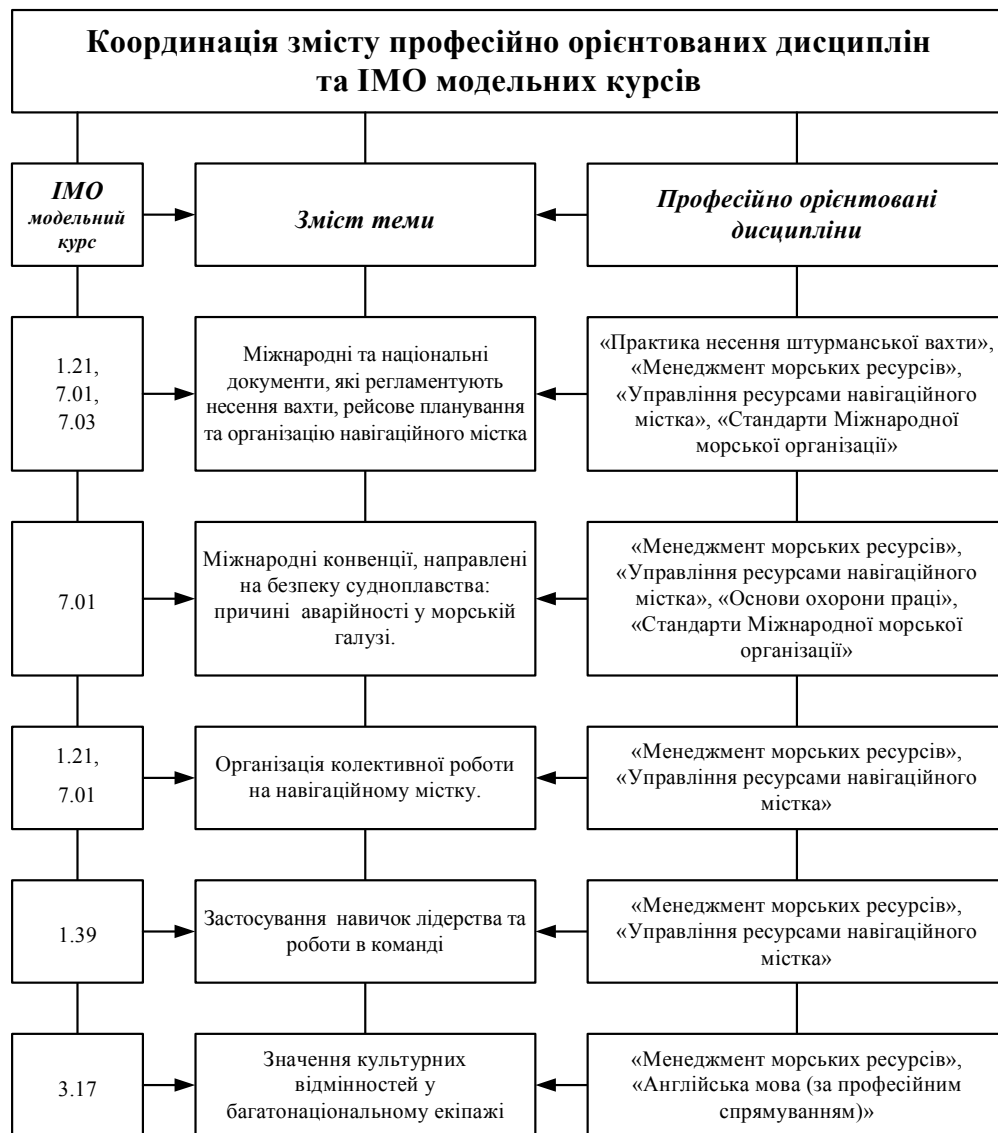 Координація змісту професійно орієнтованих дисциплін
та ІМО модельних курсів
ІМО
модельний
курс
Зміст теми
Професійно орієнтовані
дисципліни
1.21,
7.01,
7.03
Міжнародні та національні
документи, які регламентують
несення вахти, рейсове планування
та організацію навігаційного містка
«Практика несення штурманської вахти»,
«Менеджмент морських ресурсів»,
«Управління ресурсами навігаційного
містка», «Стандарти Міжнародної
морської організації»
7.01
Міжнародні конвенції, направлені
на безпеку судноплавства:
причині аварійності у морській
галузі.
«Менеджмент морських ресурсів»,
«Управління ресурсами навігаційного
містка», «Основи охорони праці»,
«Стандарти Міжнародної морської
організації»
1.21,
7.01
Організація колективної роботи
на навігаційному містку.
«Менеджмент морських ресурсів»,
«Управління ресурсами навігаційного
містка»
1.39
Застосування навичок лідерства та
роботи в команді
«Менеджмент морських ресурсів»,
«Управління ресурсами навігаційного
містка»
3.17
Значення культурних
відмінностей у
багатонаціональному екіпажі
«Менеджмент морських ресурсів»,
«Англійська мова (за професійним
спрямуванням)»